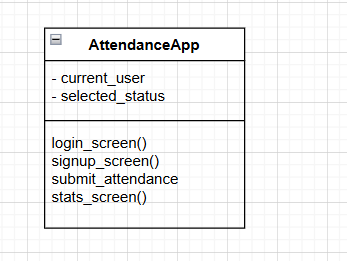 AttendanceApp
- current_user
- selected_status
login_screen()
signup_screen()
submit_attendance
stats_screen()